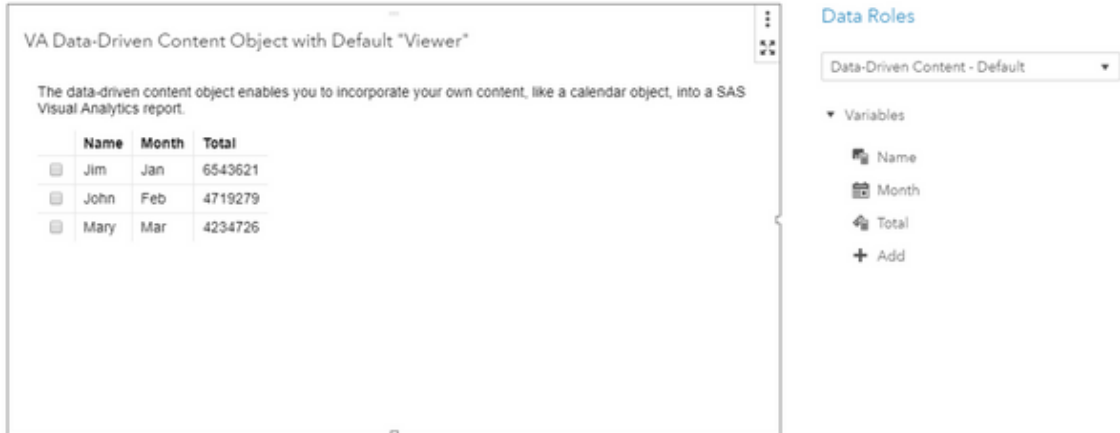 VA Data-Driven Content Object with Default "Viewer"
The data-driven content object enables you to incorporate your own content, like a calendar object, into a SAS
Visual Analytics report.
Name Month Total
Jim Jan 6543621
John Feb 4719279
Mary Mar 4234726
Data Roles
Data-Driven Content - Default
Variables
Name
Month
Total
Add